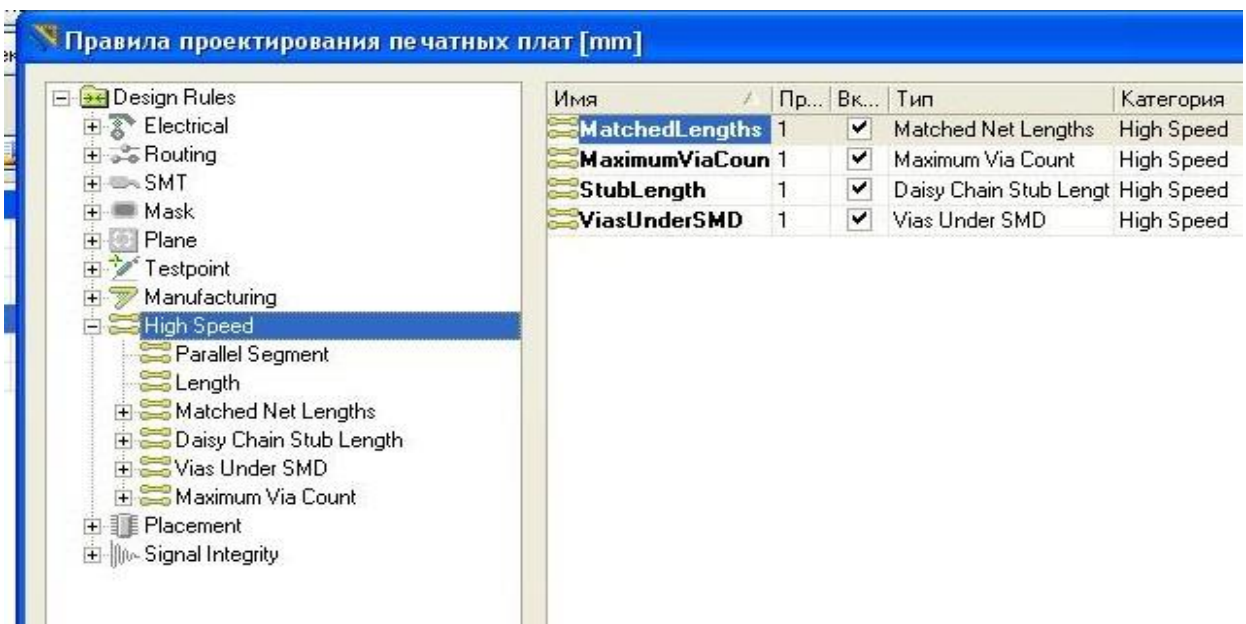 Правила проектирования печатных плат [mm]
Design Rules
Electrical
Routing
SMT
Mask
Plane
Testpoint
Manufacturing
High Speed
Parallel Segment
Length
Matched Net Lengths
Daisy Chain Stub Length
Vias Under SMD
Maximum Via Count
Placement
Signal Integrity
Имя Пр... Вк... Тип Категория
MatchedLengths 1 Matched Net Lengths High Speed
MaximumViaCoun 1 Maximum Via Count High Speed
StubLength 1 Daisy Chain Stub Lengt High Speed
ViasUnderSMD 1 Vias Under SMD High Speed